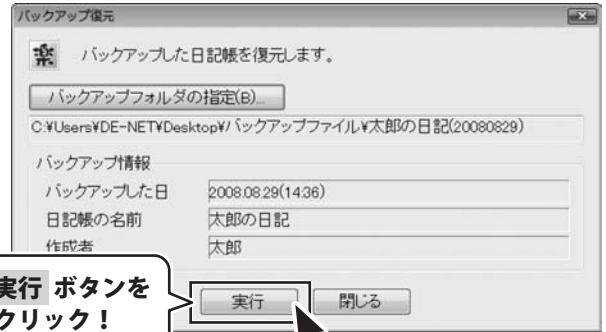 バックアップ復元
楽 バックアップした日記帳を復元します。
バックアップフォルダの指定(B)...
C:¥Users¥DE-NET¥Desktop¥バックアップファイル¥太郎の日記(20080829)
バックアップ情報
バックアップした日 2008.08.29(14:36)
日記帳の名前 太郎の日記
作成者 太郎
実行 ボタンを
クリック！
実行 閉じる